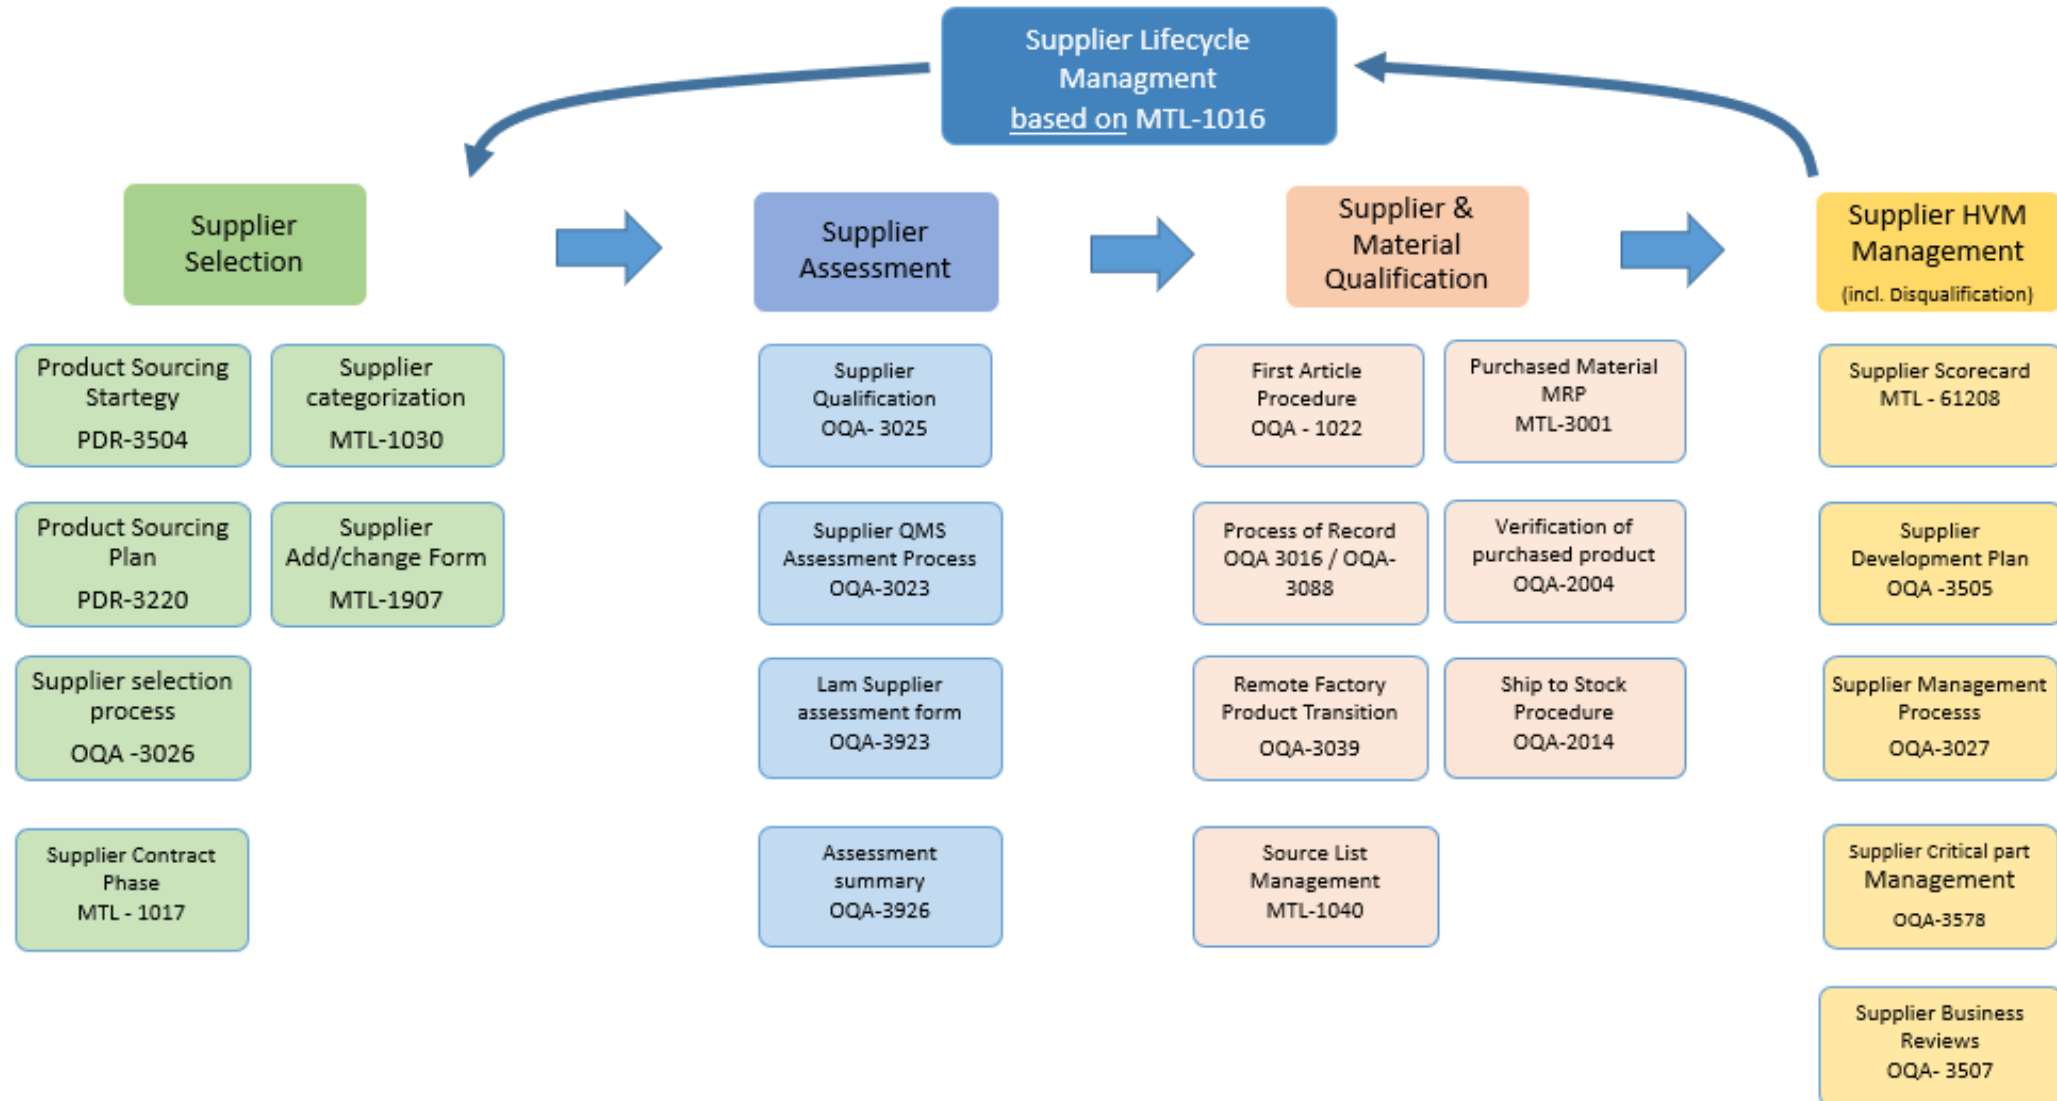 Supplier Lifecycle
Managment
based on MTL-1016
Supplier
Selection
Supplier
Assessment
Supplier &
Material
Qualification
Supplier HVM
Management
(incl. Disqualification)
Product Sourcing
Startegy
PDR-3504
Supplier
categorization
MTL-1030
Product Sourcing
Plan
PDR-3220
Supplier
Add/change Form
MTL-1907
Supplier selection
process
OQA -3026
Supplier Contract
Phase
MTL - 1017
Supplier
Qualification
OQA- 3025
Supplier QMS
Assessment Process
OQA-3023
Lam Supplier
assessment form
OQA-3923
Assessment
summary
OQA-3926
First Article
Procedure
OQA - 1022
Purchased Material
MRP
MTL-3001
Process of Record
OQA 3016 / OQA-
3088
Verification of
purchased product
OQA-2004
Remote Factory
Product Transition
OQA-3039
Ship to Stock
Procedure
OQA-2014
Source List
Management
MTL-1040
Supplier Scorecard
MTL - 61208
Supplier
Development Plan
OQA -3505
Supplier Management
Processs
OQA-3027
Supplier Critical part
Management
OQA-3578
Supplier Business
Reviews
OQA- 3507